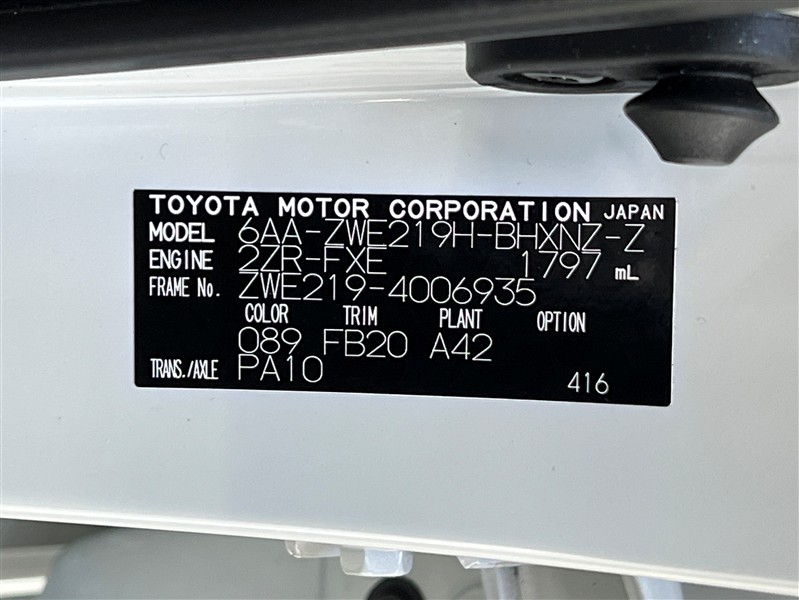 TOYOTA MOTOR CORPORATION JAPAN
MODEL 6AA-ZWE219H-BHXNZ-Z
ENGINE 2ZR-FXE 1797 mL
FRAME No. ZWE219-4006935
COLOR TRIM PLANT OPTION
089 FB20 A42
TRANS./AXLE PA10 416